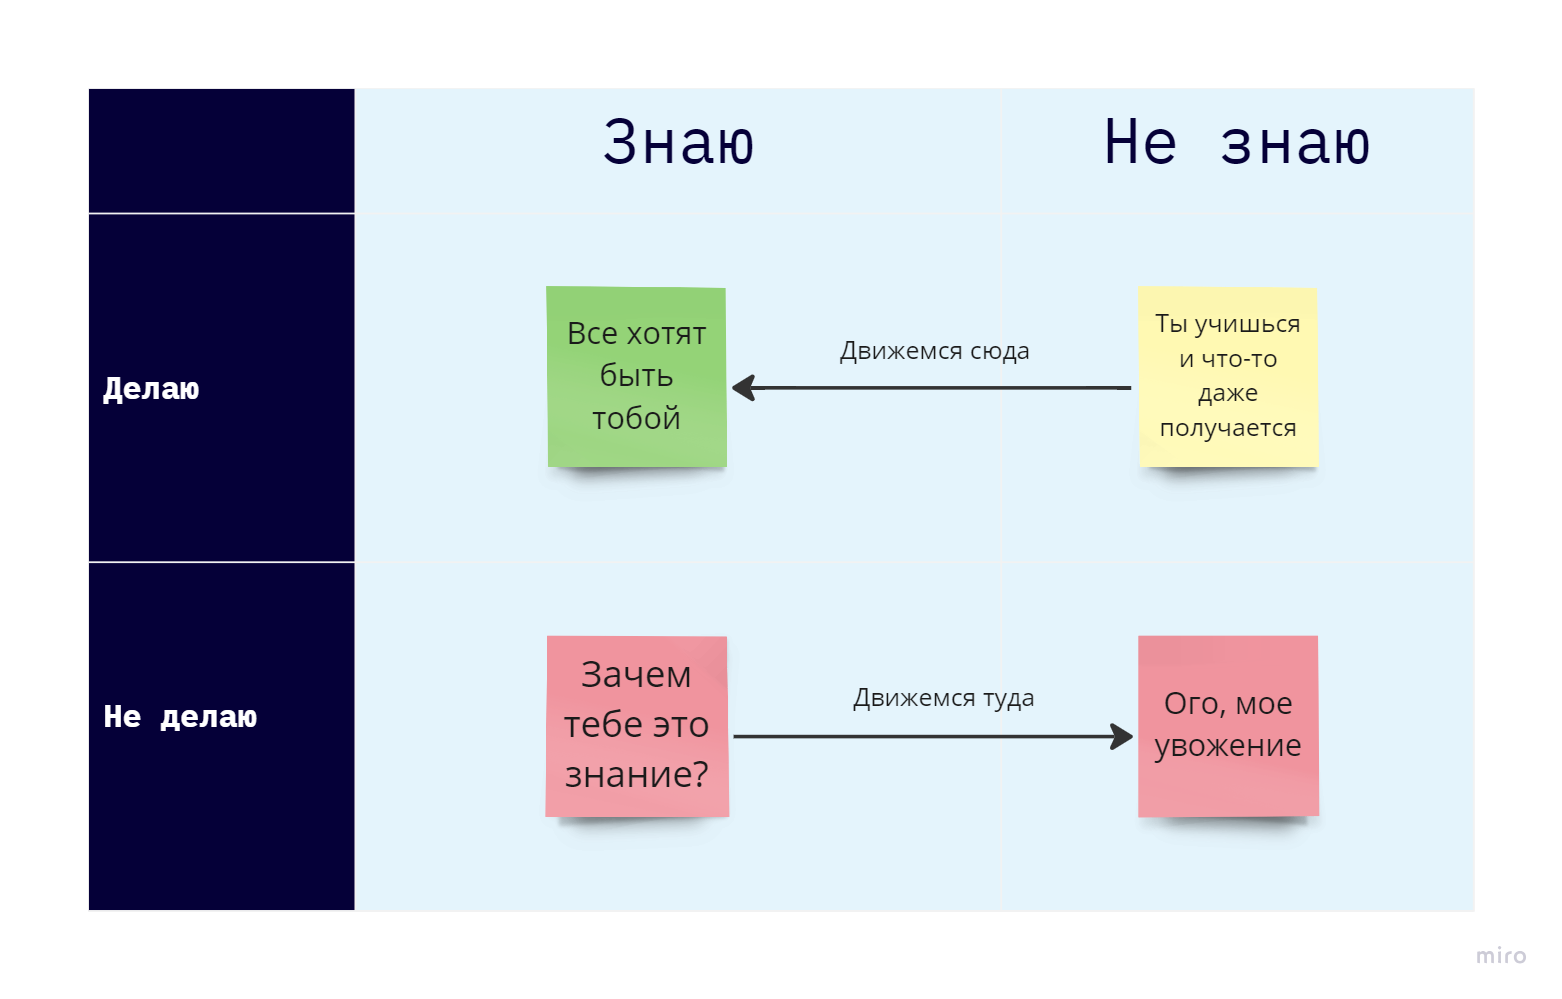 Знаю
Не знаю
Делаю
Все хотят
быть
тобой
Движемся сюда
Ты учишься
и что-то
даже
получается
Не делаю
Зачем
тебе это
знание?
Движемся туда
Ого, мое
увожение
miro